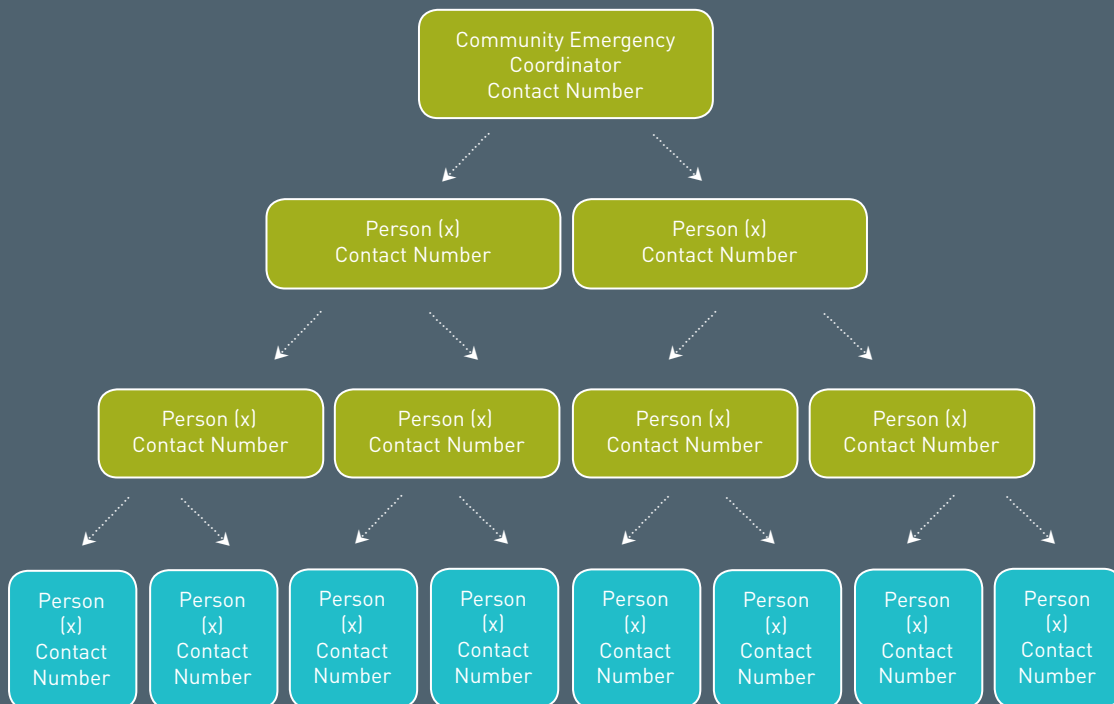 Community Emergency
Coordinator
Contact Number
Person (x)
Contact Number
Person (x)
Contact Number
Person (x)
Contact Number
Person (x)
Contact Number
Person (x)
Contact Number
Person (x)
Contact Number
Person
(x)
Contact
Number
Person
(x)
Contact
Number
Person
(x)
Contact
Number
Person
(x)
Contact
Number
Person
(x)
Contact
Number
Person
(x)
Contact
Number
Person
(x)
Contact
Number
Person
(x)
Contact
Number